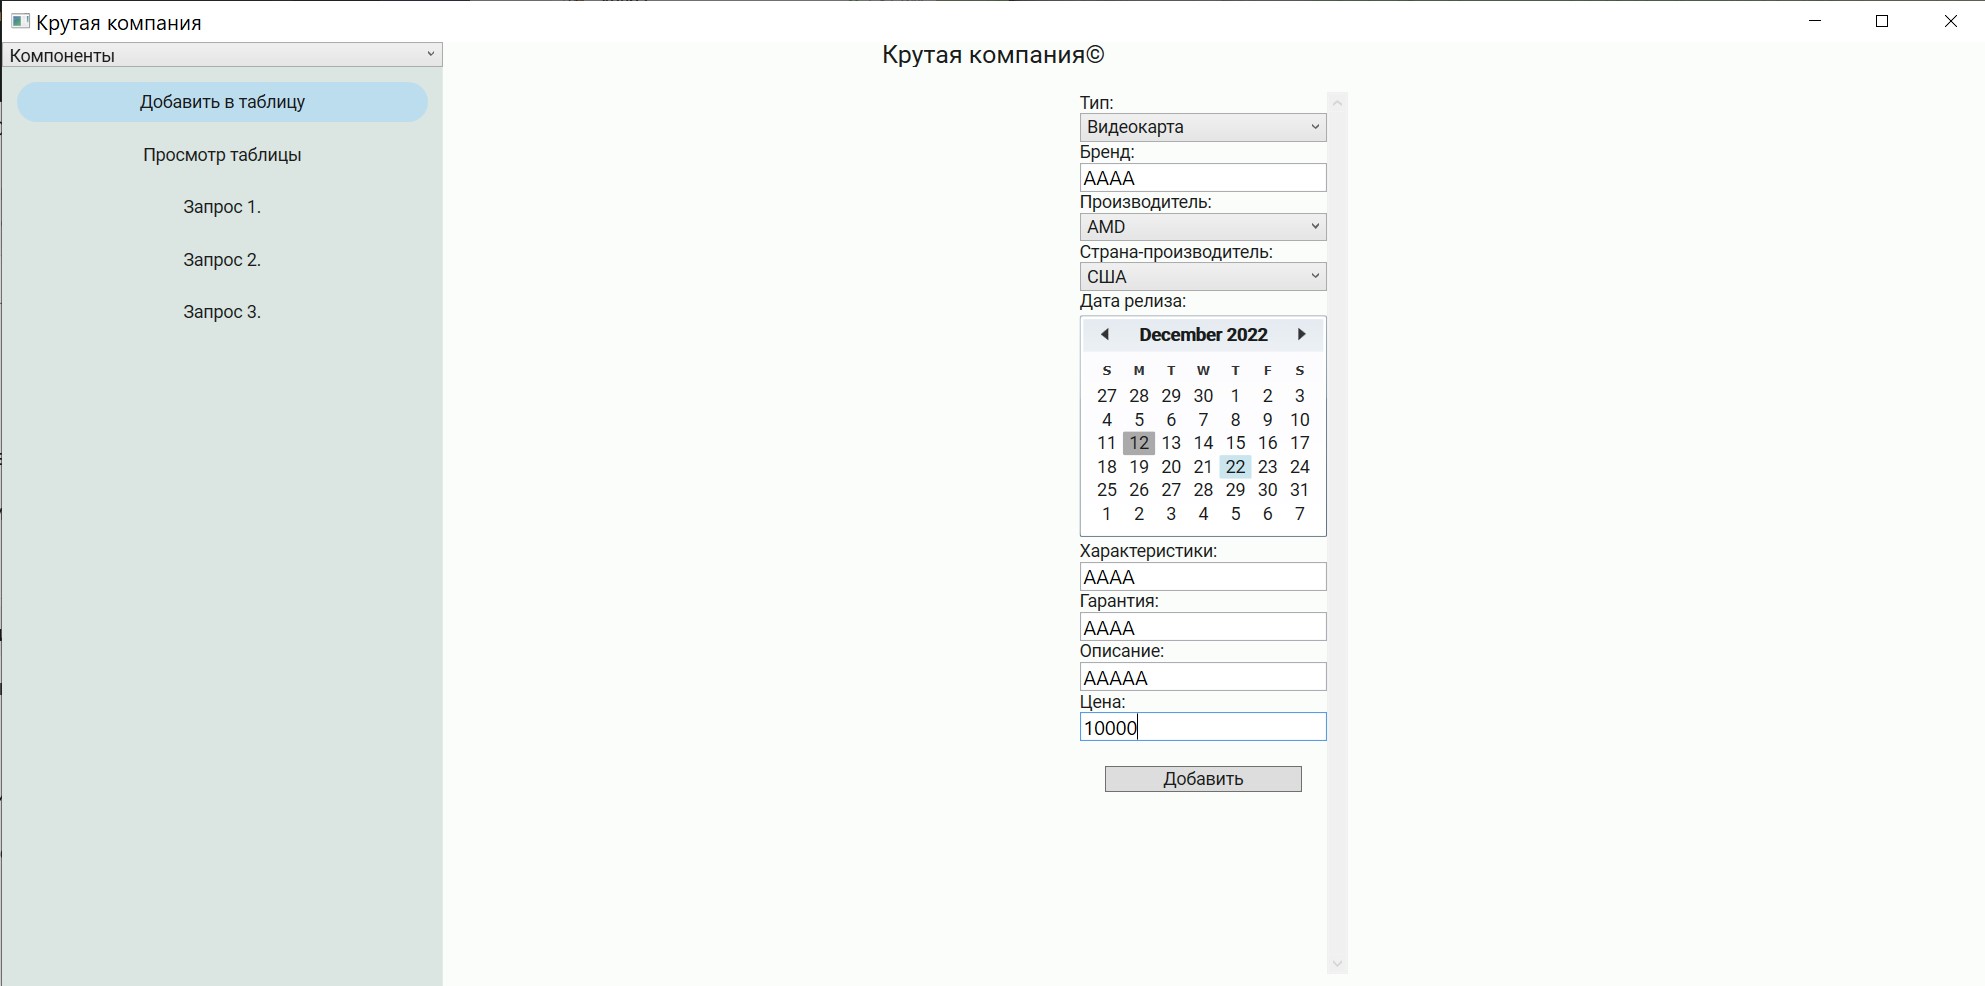 Крутая компания
Компоненты
Крутая компания©
Добавить в таблицу
Просмотр таблицы
Запрос 1.
Запрос 2.
Запрос 3.
Тип:
Видеокарта
Бренд:
AAAA
Производитель:
AMD
Страна-производитель:
США
Дата релиза:
December 2022
S M T W T F S
27 28 29 30 1 2 3
4 5 6 7 8 9 10
11 12 13 14 15 16 17
18 19 20 21 22 23 24
25 26 27 28 29 30 31
1 2 3 4 5 6 7
Характеристики:
AAAA
Гарантия:
AAAA
Описание:
AAAAA
Цена:
10000
Добавить